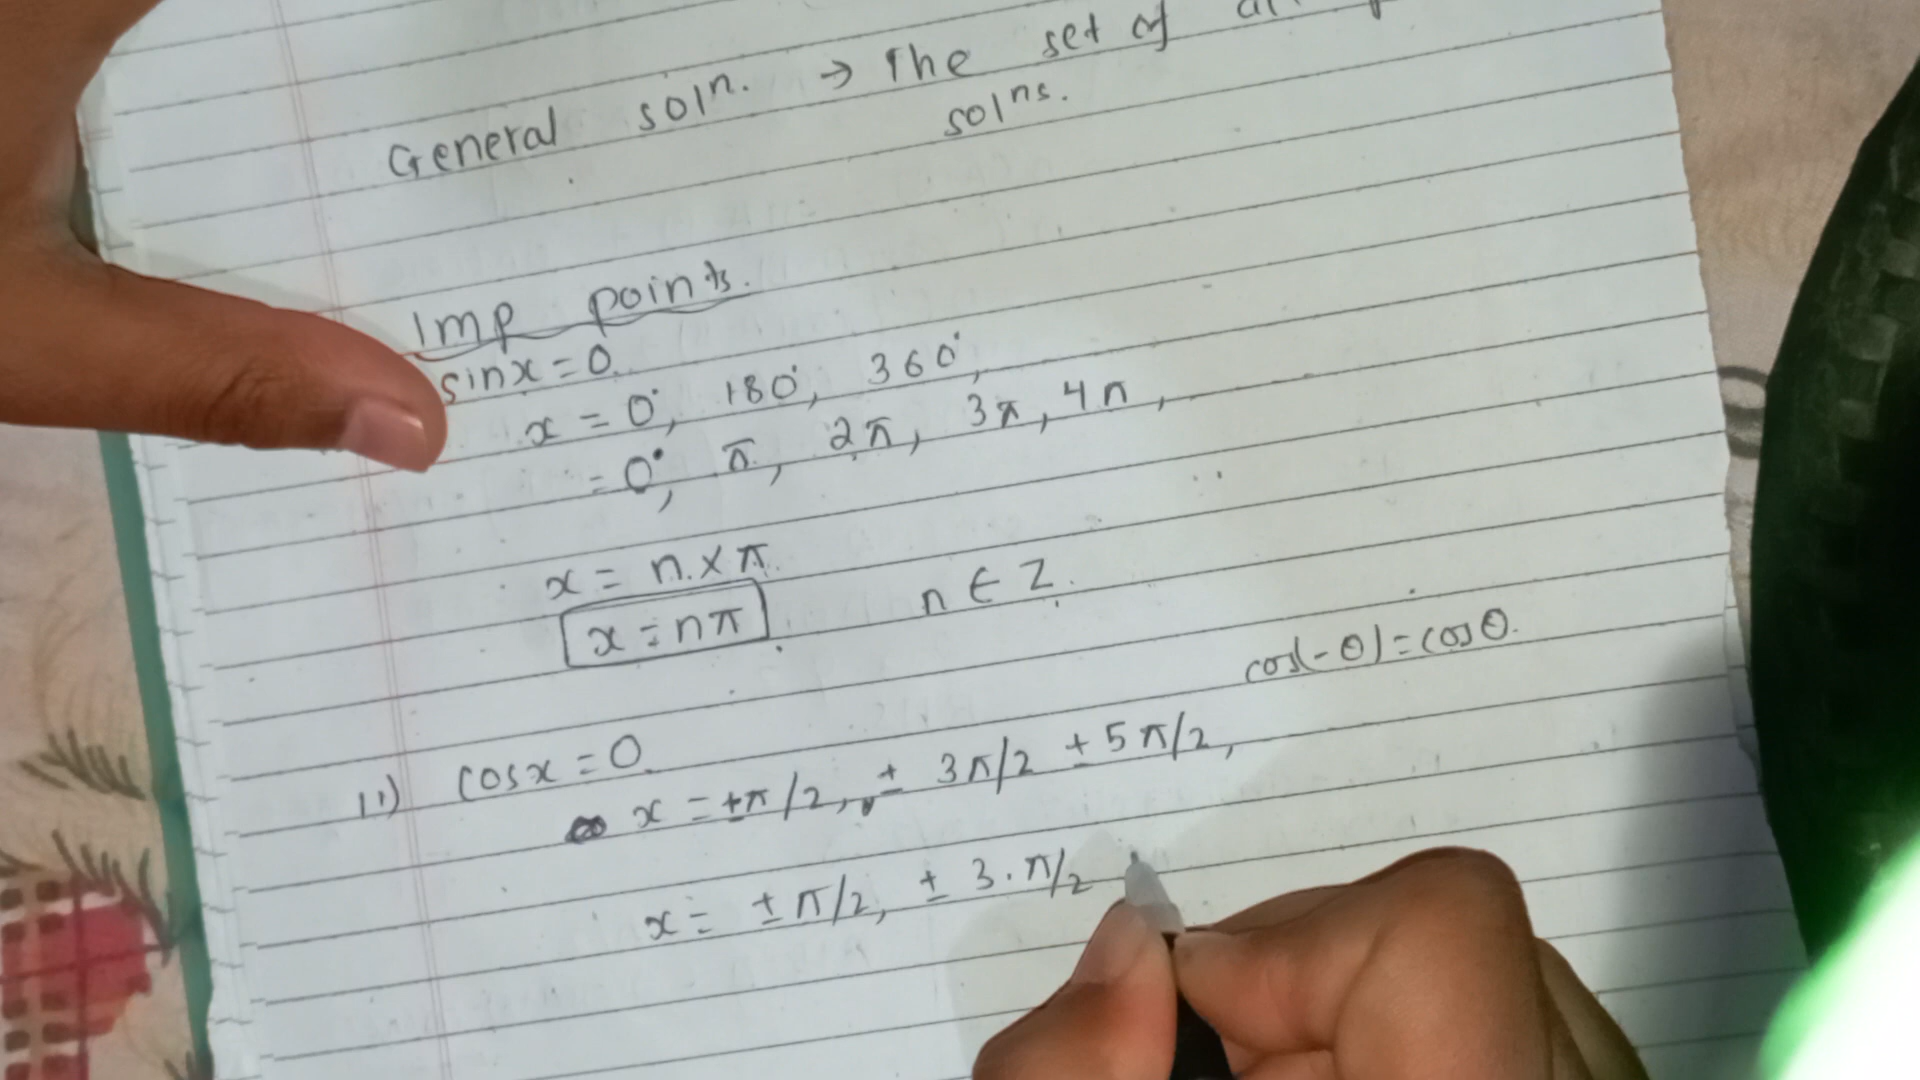 General solⁿ. → The set of
solⁿˢ.
Imp points.
sinx = 0.
x = 0°, 180°, 360°,
= 0°, π, 2π, 3π, 4π,
x = n × π.
x = nπ n ∈ Z.
cos(-θ) = cosθ.
ii) cosx = 0
x = ±π/2, ± 3π/2 ± 5π/2,
x = ± π/2, ± 3.π/2